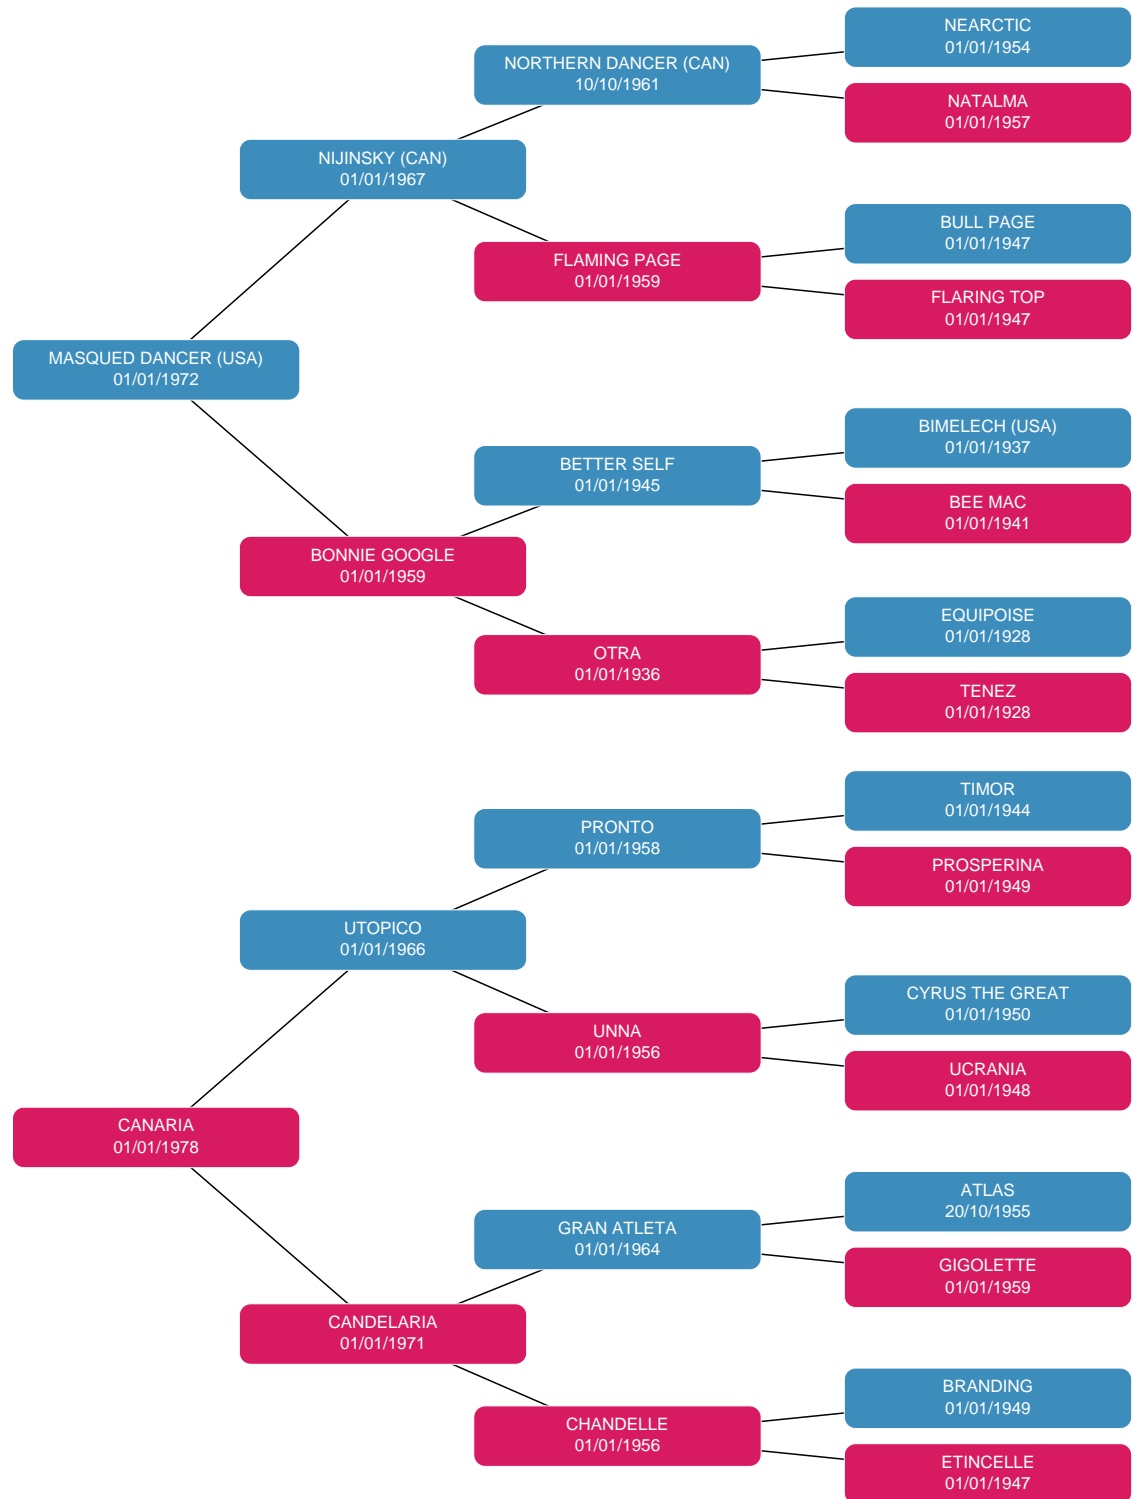 NEARCTIC
01/01/1954
NORTHERN DANCER (CAN)
10/10/1961
NATALMA
01/01/1957
NIJINSKY (CAN)
01/01/1967
BULL PAGE
01/01/1947
FLAMING PAGE
01/01/1959
FLARING TOP
01/01/1947
MASQUED DANCER (USA)
01/01/1972
BIMELECH (USA)
01/01/1937
BETTER SELF
01/01/1945
BEE MAC
01/01/1941
BONNIE GOOGLE
01/01/1959
EQUIPOISE
01/01/1928
OTRA
01/01/1936
TENEZ
01/01/1928
TIMOR
01/01/1944
PRONTO
01/01/1958
PROSPERINA
01/01/1949
UTOPICO
01/01/1966
CYRUS THE GREAT
01/01/1950
UNNA
01/01/1956
UCRANIA
01/01/1948
CANARIA
01/01/1978
ATLAS
20/10/1955
GRAN ATLETA
01/01/1964
GIGOLETTE
01/01/1959
CANDELARIA
01/01/1971
BRANDING
01/01/1949
CHANDELLE
01/01/1956
ETINCELLE
01/01/1947